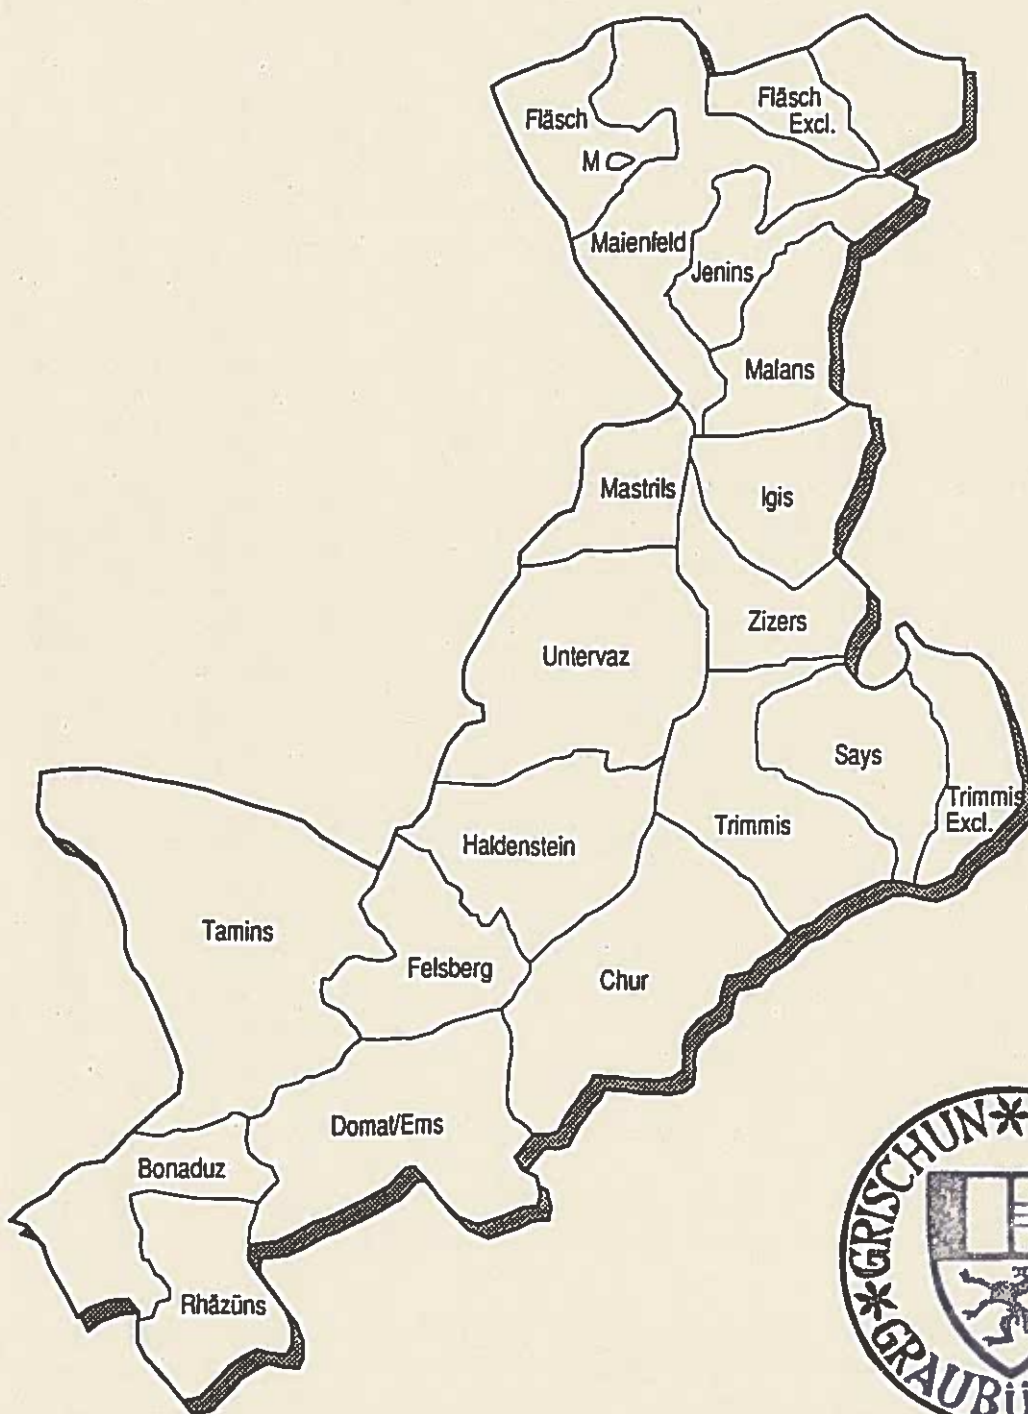 Fläsch
Fläsch
Excl.
M
Maienfeld
Jenins
Malans
Mastrils
Igis
Zizers
Untervaz
Says
Trimmis
Excl.
Trimmis
Haldenstein
Tamins
Felsberg
Chur
Domat/Ems
Bonaduz
Rhäzüns
*GRISCHUN*
GRAUBÜ